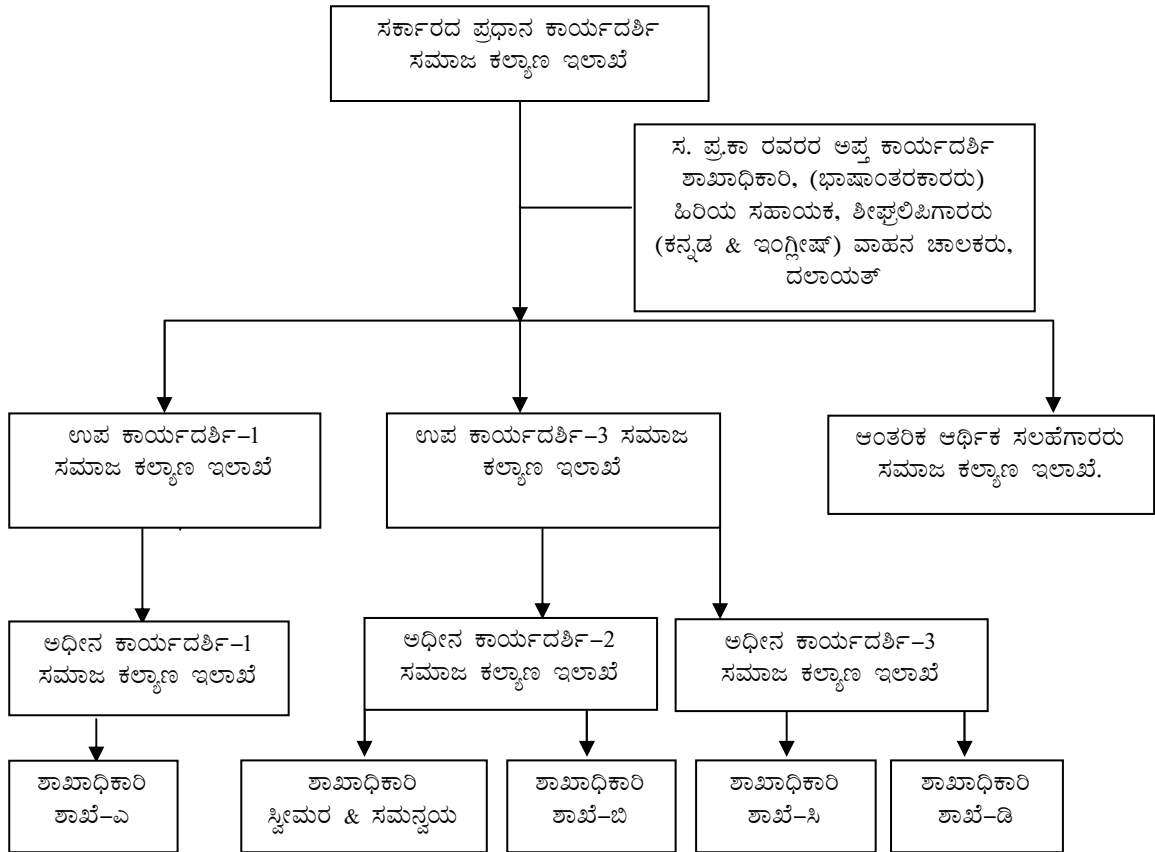 ಸರ್ಕಾರದ ಪ್ರಧಾನ ಕಾರ್ಯದರ್ಶಿ
ಸಮಾಜ ಕಲ್ಯಾಣ ಇಲಾಖೆ
ಸ. ಪ್ರ.ಕಾ ರವರರ ಅಪ್ತ ಕಾರ್ಯದರ್ಶಿ
ಶಾಖಾಧಿಕಾರಿ, (ಭಾಷಾಂತರಕಾರರು)
ಹಿರಿಯ ಸಹಾಯಕ, ಶೀಘ್ರಲಿಪಿಗಾರರು
(ಕನ್ನಡ & ಇಂಗ್ಲೀಷ್) ವಾಹನ ಚಾಲಕರು,
ದಲಾಯತ್
ಉಪ ಕಾರ್ಯದರ್ಶಿ–1
ಸಮಾಜ ಕಲ್ಯಾಣ ಇಲಾಖೆ
ಉಪ ಕಾರ್ಯದರ್ಶಿ–3 ಸಮಾಜ
ಕಲ್ಯಾಣ ಇಲಾಖೆ
ಆಂತರಿಕ ಆರ್ಥಿಕ ಸಲಹೆಗಾರರು
ಸಮಾಜ ಕಲ್ಯಾಣ ಇಲಾಖೆ.
ಅಧೀನ ಕಾರ್ಯದರ್ಶಿ–1
ಸಮಾಜ ಕಲ್ಯಾಣ ಇಲಾಖೆ
ಅಧೀನ ಕಾರ್ಯದರ್ಶಿ–2
ಸಮಾಜ ಕಲ್ಯಾಣ ಇಲಾಖೆ
ಅಧೀನ ಕಾರ್ಯದರ್ಶಿ–3
ಸಮಾಜ ಕಲ್ಯಾಣ ಇಲಾಖೆ
ಶಾಖಾಧಿಕಾರಿ
ಶಾಖೆ–ಎ
ಶಾಖಾಧಿಕಾರಿ
ಸ್ವೀಮರ & ಸಮನ್ವಯ
ಶಾಖಾಧಿಕಾರಿ
ಶಾಖೆ–ಬಿ
ಶಾಖಾಧಿಕಾರಿ
ಶಾಖೆ–ಸಿ
ಶಾಖಾಧಿಕಾರಿ
ಶಾಖೆ–ಡಿ